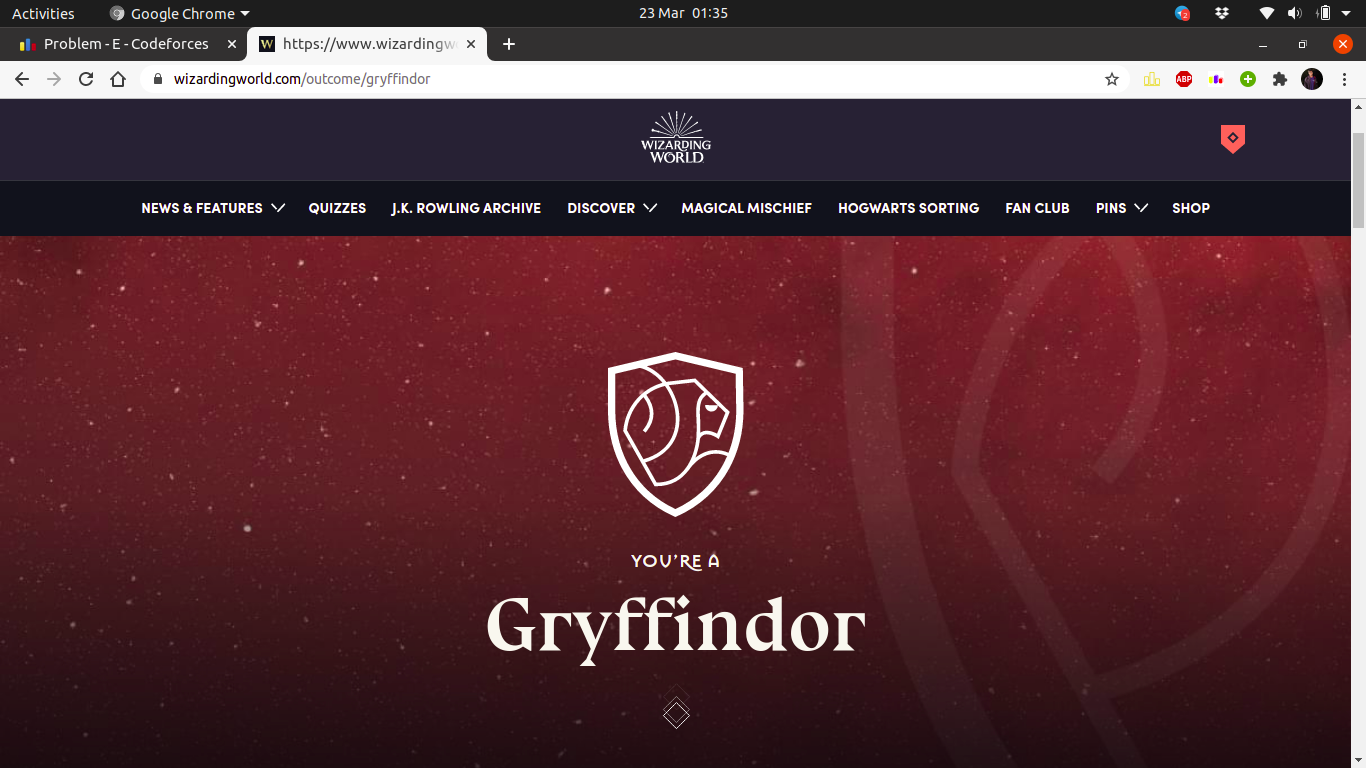 Activities Google Chrome 23 Mar 01:35 2
Problem - E - Codeforces W https://www.wizardingw
wizardingworld.com/outcome/gryffindor ABP
WIZARDING
WORLD
NEWS & FEATURES QUIZZES J.K. ROWLING ARCHIVE DISCOVER MAGICAL MISCHIEF HOGWARTS SORTING FAN CLUB PINS SHOP
YOU'RE A
Gryffindor